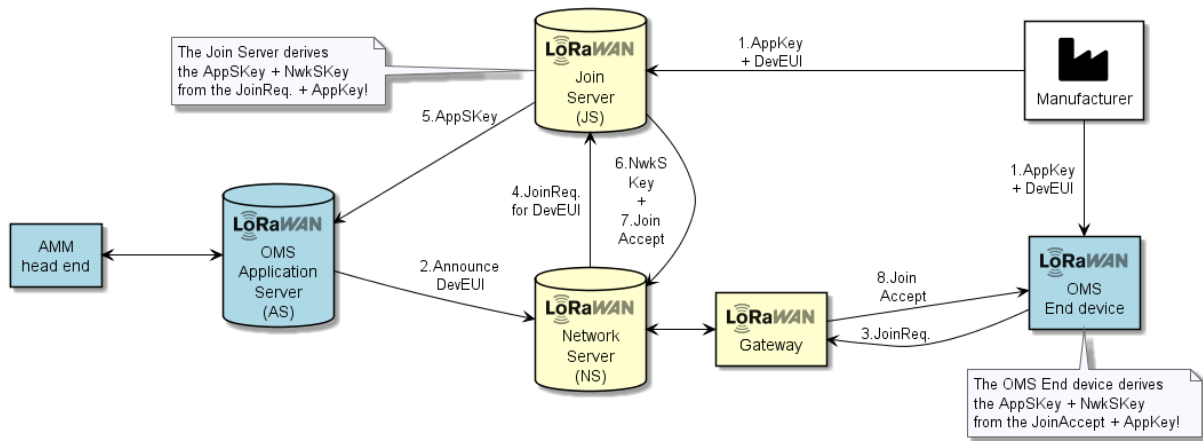 The Join Server derives
the AppSKey + NwkSKey
from the JoinReq. + AppKey!
LoRaWAN
Join
Server
(JS)
1.AppKey
+ DevEUI
Manufacturer
5.AppSKey
4.JoinReq.
for DevEUI
6.NwkS
Key
+
7.Join
Accept
1.AppKey
+ DevEUI
AMM
head end
LoRaWAN
OMS
Application
Server
(AS)
2.Announce
DevEUI
LoRaWAN
Network
Server
(NS)
LoRaWAN
Gateway
8.Join
Accept
3.JoinReq.
LoRaWAN
OMS
End device
The OMS End device derives
the AppSKey + NwkSKey
from the JoinAccept + AppKey!